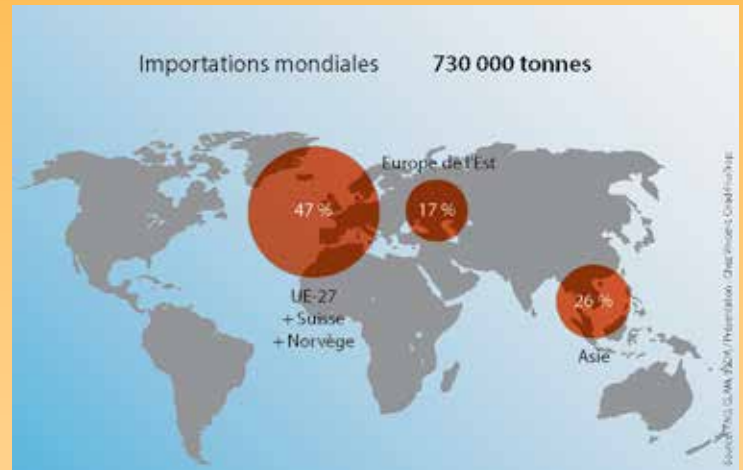 Importations mondiales 730 000 tonnes
Europe de l'Est
47 %
17 %
UE-27
+ Suisse
+ Norvège
26 %
Asie